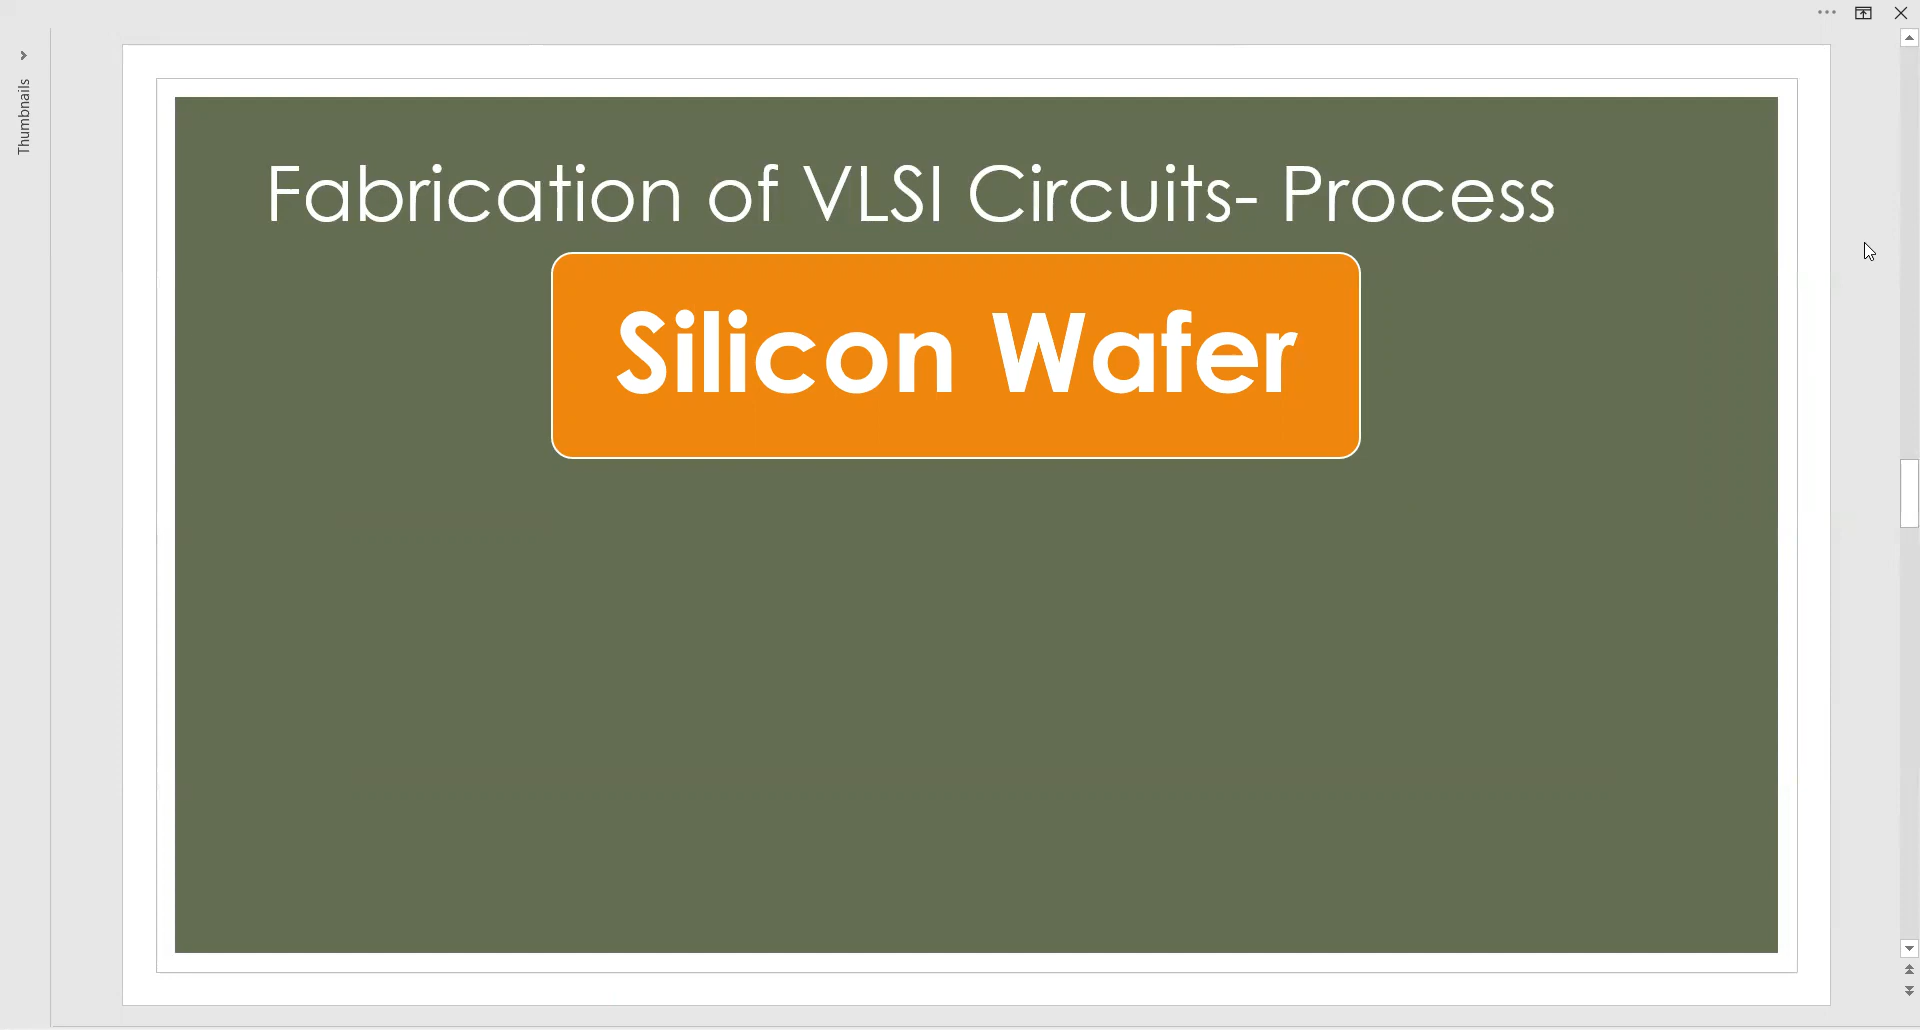 Thumbnails
Fabrication of VLSI Circuits- Process
Silicon Wafer